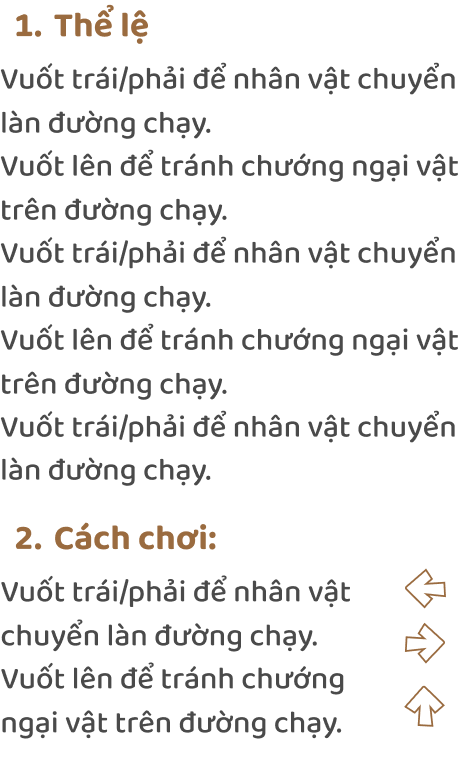 1. Thể lệ
Vuốt trái/phải để nhân vật chuyển
làn đường chạy.
Vuốt lên để tránh chướng ngại vật
trên đường chạy.
Vuốt trái/phải để nhân vật chuyển
làn đường chạy.
Vuốt lên để tránh chướng ngại vật
trên đường chạy.
Vuốt trái/phải để nhân vật chuyển
làn đường chạy.
2. Cách chơi:
Vuốt trái/phải để nhân vật
chuyển làn đường chạy.
Vuốt lên để tránh chướng
ngại vật trên đường chạy.